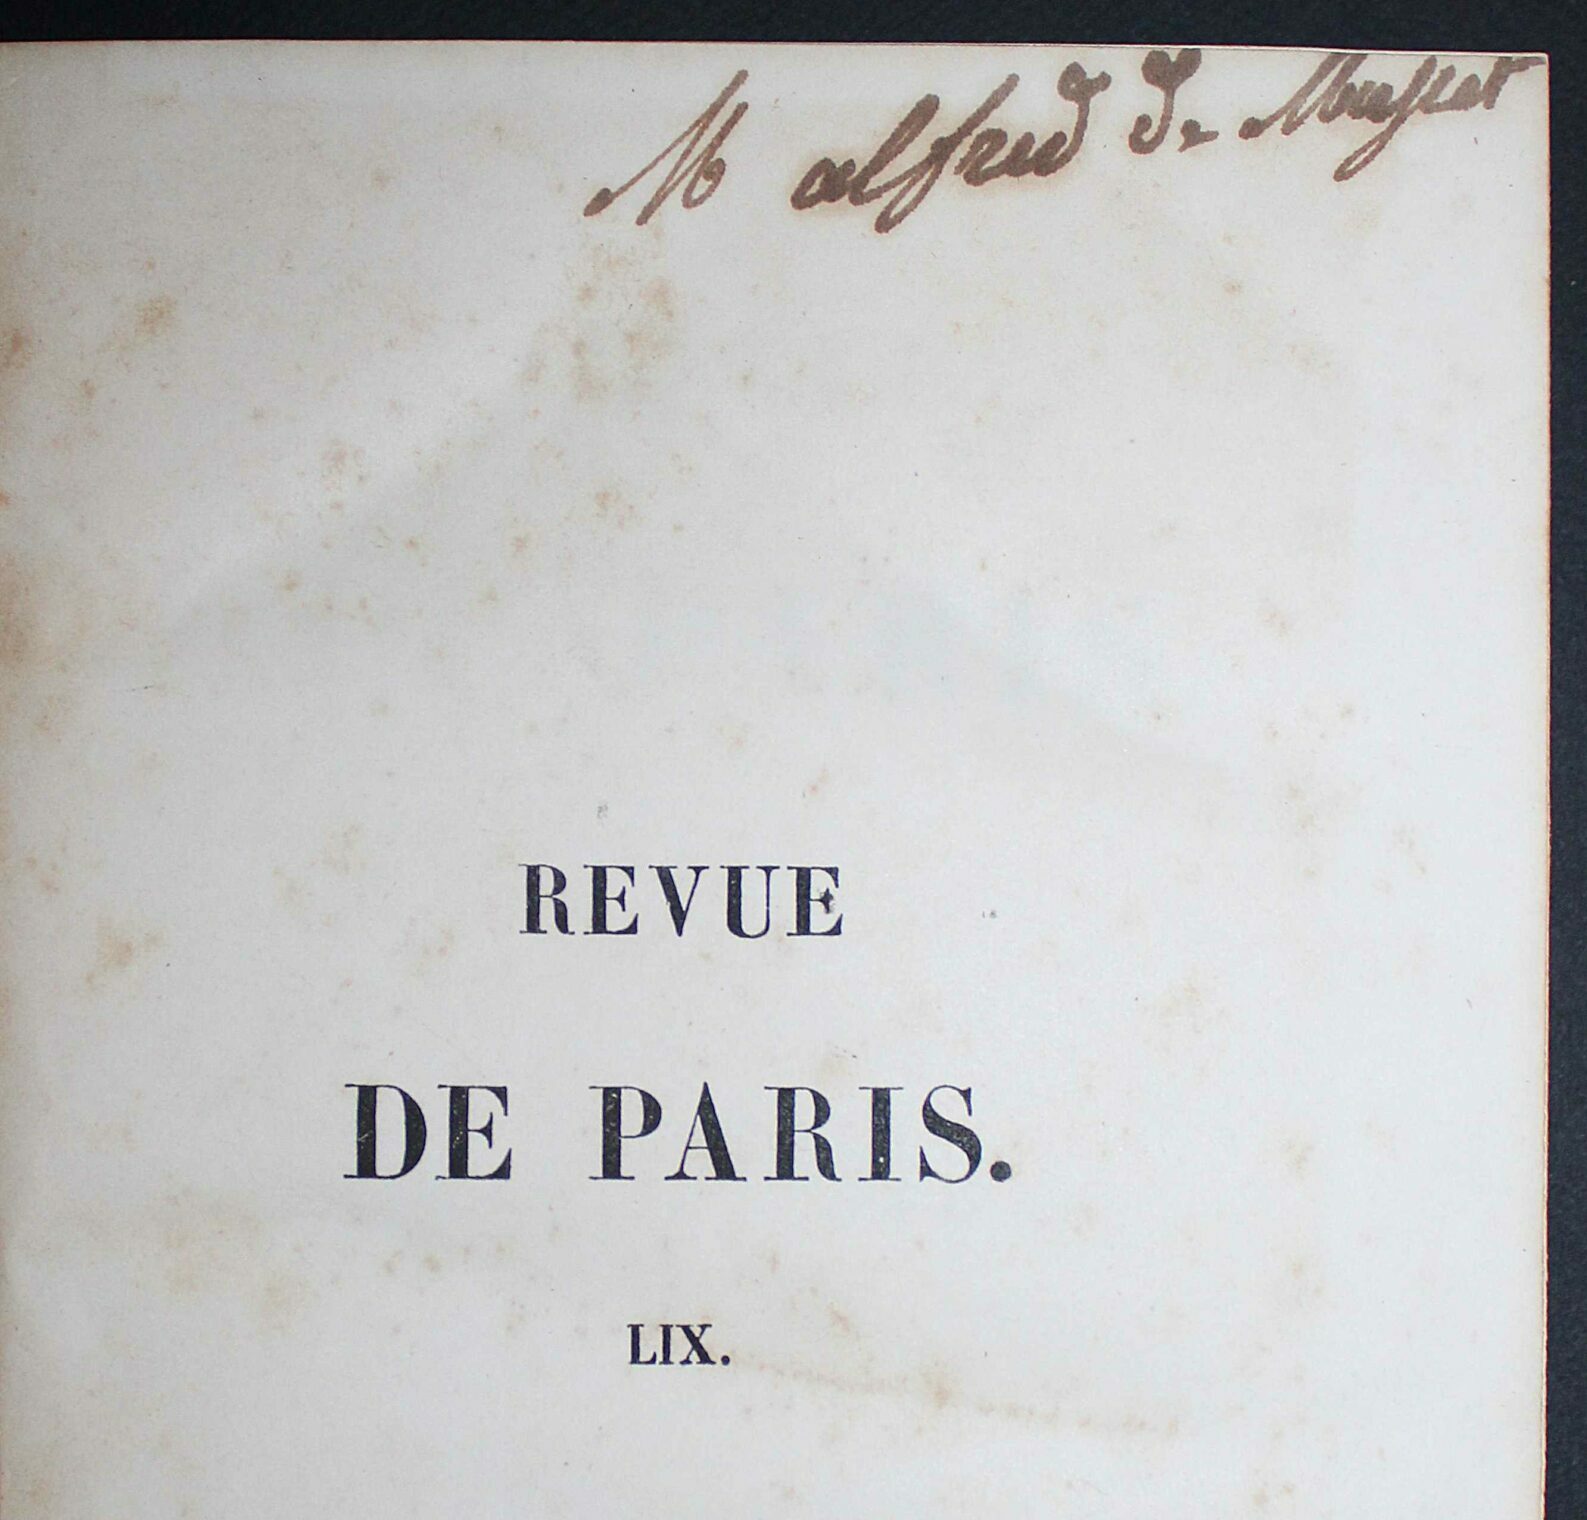 M alfred de Musset
REVUE
DE PARIS.
LIX.